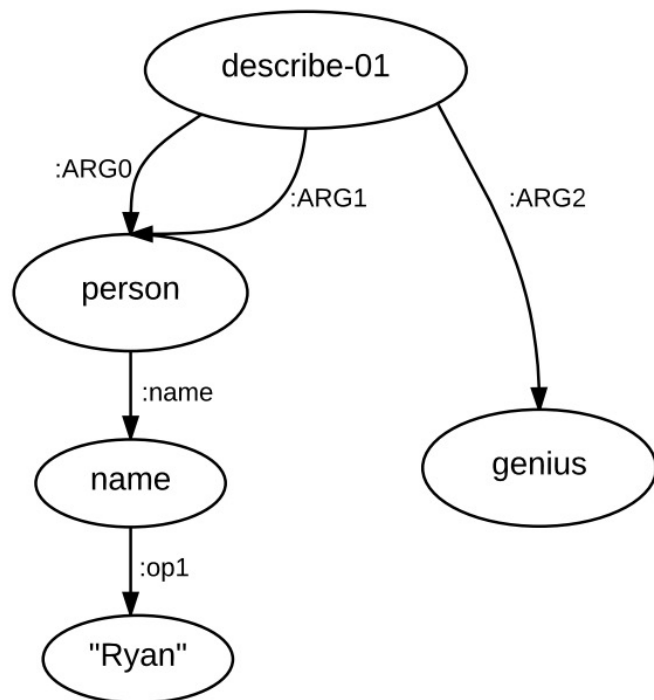 describe-01
:ARG0
:ARG1
:ARG2
person
:name
name
genius
:op1
"Ryan"